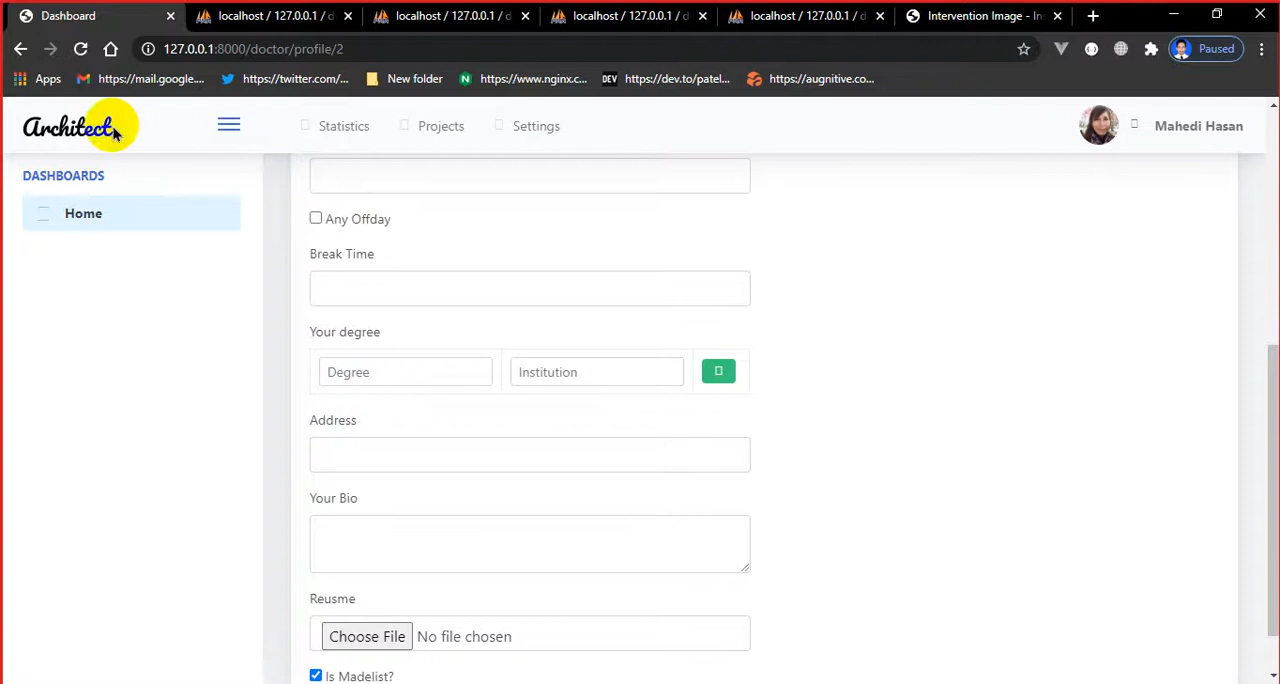 Dashboard
localhost / 127.0.0.1 / d
localhost / 127.0.0.1 / d
localhost / 127.0.0.1 / d
localhost / 127.0.0.1 / d
Intervention Image - In
127.0.0.1:8000/doctor/profile/2
Paused
Apps
https://mail.google....
https://twitter.com/...
New folder
https://www.nginx.c...
DEV
https://dev.to/patel...
https://augnitive.co...
Architect
Statistics
Projects
Settings
Mahedi Hasan
DASHBOARDS
Home
Any Offday
Break Time
Your degree
Degree
Institution
Address
Your Bio
Reusme
Choose File No file chosen
Is Madelist?